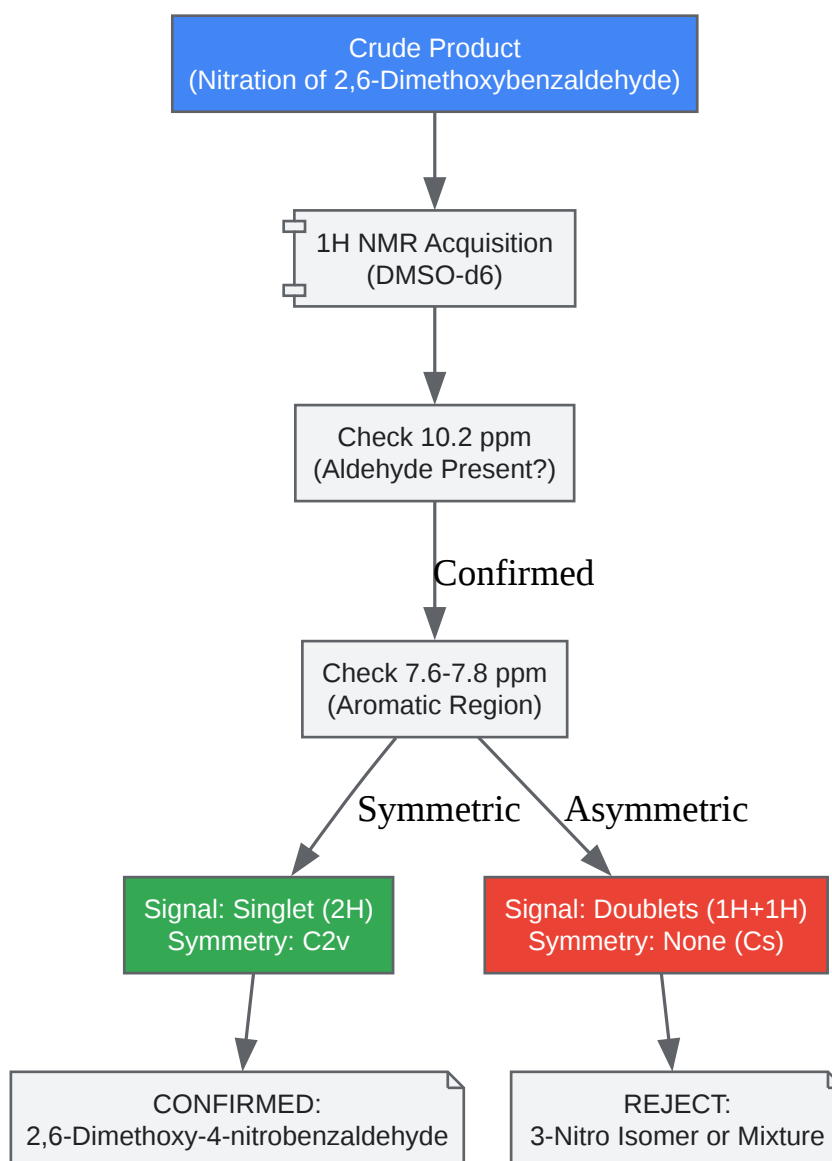 Crude Product
(Nitration of 2,6-Dimethoxybenzaldehyde)
1H NMR Acquisition
(DMSO-d6)
Check 10.2 ppm
(Aldehyde Present?)
Confirmed
Check 7.6-7.8 ppm
(Aromatic Region)
Symmetric
Asymmetric
Signal: Singlet (2H)
Symmetry: C2v
Signal: Doublets (1H+1H)
Symmetry: None (Cs)
CONFIRMED:
2,6-Dimethoxy-4-nitrobenzaldehyde
REJECT:
3-Nitro Isomer or Mixture